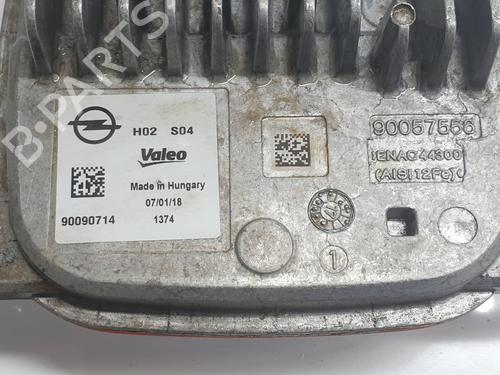 H02 S04
Valeo
Made in Hungary
07/01/18
90090714 1374
90057556
ENAC44300
(AlSi12Fe)
1
B-PARTS